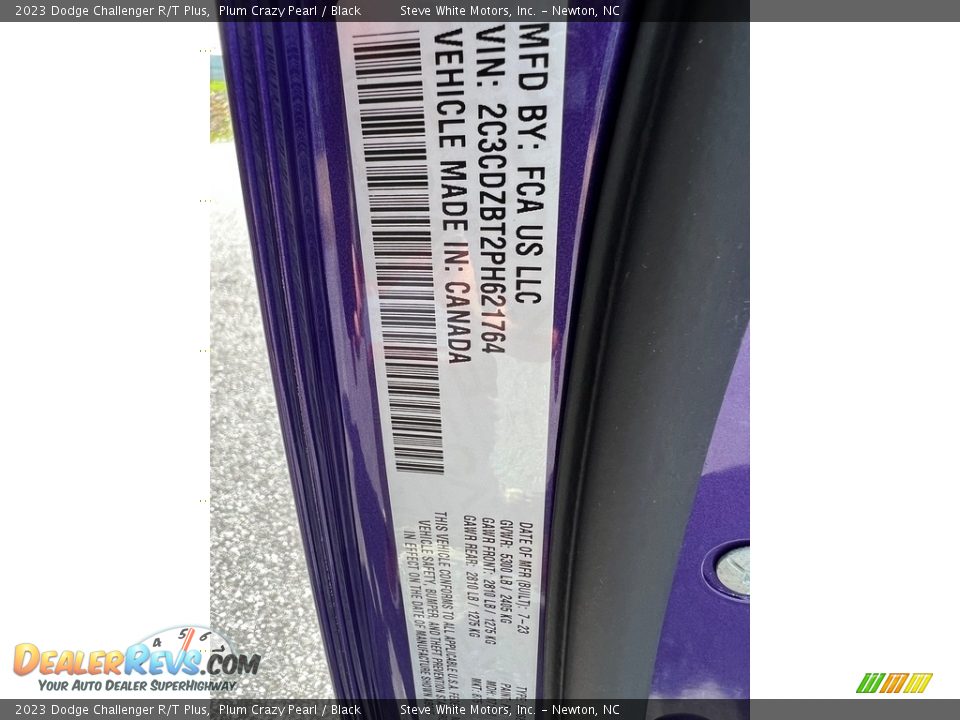 2023 Dodge Challenger R/T Plus, Plum Crazy Pearl / Black Steve White Motors, Inc. – Newton, NC
MFD BY: FCA US LLC
VIN: 2C3CDZBT2PH621764
VEHICLE MADE IN: CANADA
DATE OF MFR (BUILT): 7-23
GVWR: 5300 LB / 2405 KG
GAWR FRONT: 2810 LB / 1275 KG
GAWR REAR: 2810 LB / 1275 KG
THIS VEHICLE CONFORMS TO ALL APPLICABLE U.S.A.
VEHICLE SAFETY, BUMPER, AND THEFT PREVENTION
IN EFFECT ON THE DATE OF MANUFACTURE SHOWN
4 5 6
DEALERREVS.COM
YOUR AUTO DEALER SUPERHIGHWAY
2023 Dodge Challenger R/T Plus, Plum Crazy Pearl / Black Steve White Motors, Inc. – Newton, NC